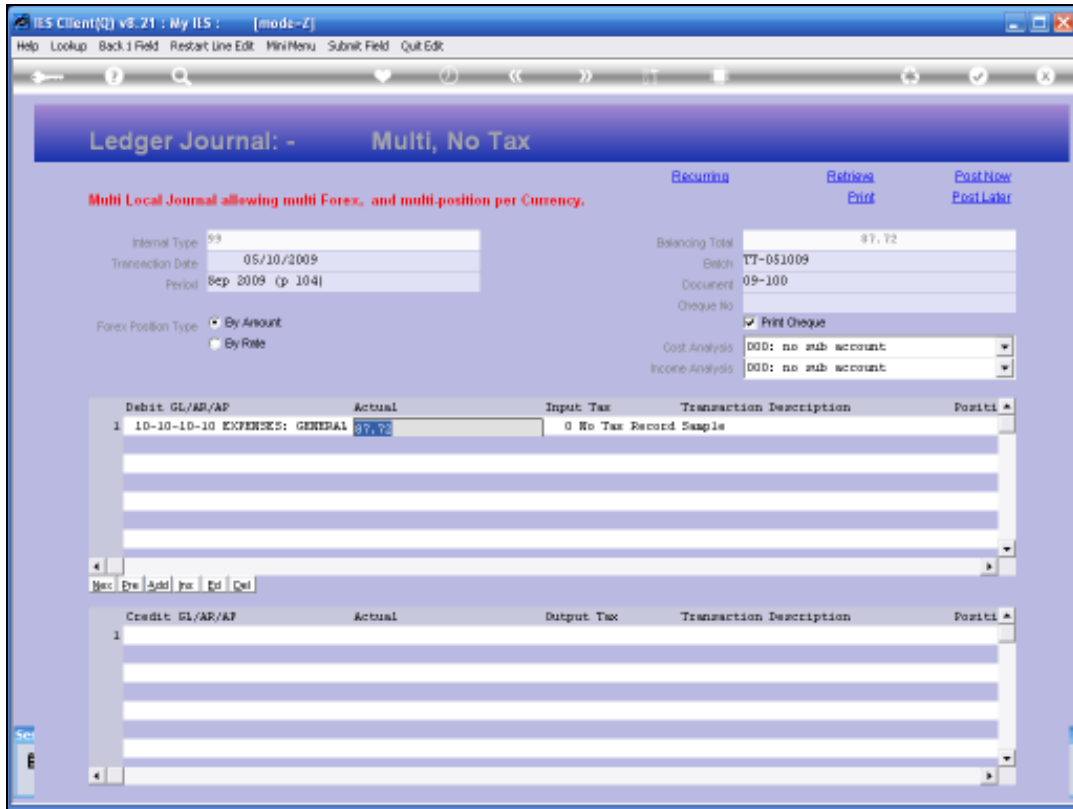 IES Client(Q) v8.21 : My IES : [mode-Z]
Help Lookup Back 1 Field Restart Line Edit MiniMenu Submit Field Quit Edit
Ledger Journal: - Multi, No Tax
Recurring Retrieve Post Now
Multi Local Journal allowing multi Forex, and multi-position per Currency. Print Post Later
Internal Type 99 Balancing Total 87.72
Transaction Date 05/10/2009 Batch TT-051009
Period Sep 2009 (p 104) Document 09-100
Cheque No
Forex Position Type By Amount Print Cheque
By Rate Cost Analysis 000: no sub account
Income Analysis 000: no sub account
Debit GL/AR/AP Actual Input Tax Transaction Description Positi
1 10-10-10-10 EXPENSES: GENERAL 87.72 0 No Tax Record Sample
Nex Pre Add Ins Ed Del
Credit GL/AR/AP Actual Output Tax Transaction Description Positi
1